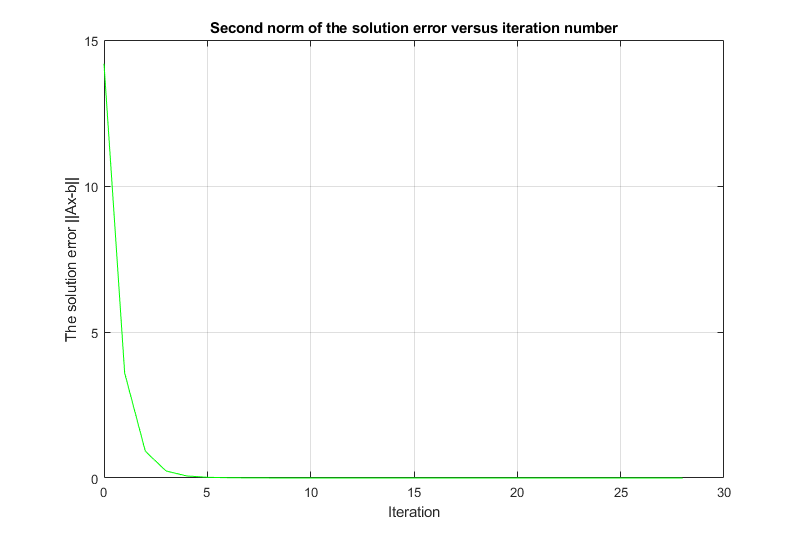 Second norm of the solution error versus iteration number
15
10
5
0
The solution error ||Ax-b||
0 5 10 15 20 25 30
Iteration